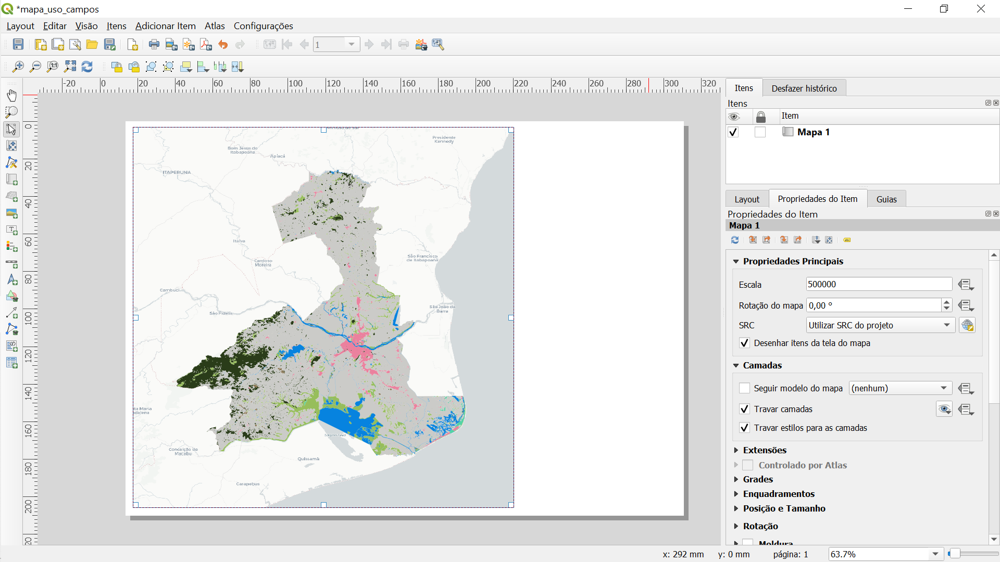 *mapa_uso_campos
Layout Editar Visão Itens Adicionar Item Atlas Configurações
1
1:1
-20 0 20 40 60 80 100 120 140 160 180 200 220 240 260 280 300 320
0
20
40
60
80
100
120
140
160
180
200
20
Presidente
Kennedy
Bom Jesus do
Itabapoana
Apiacá
ITAPERUNA
Italva
Cardoso
Moreira
São Francisco
de Itabapoana
Cambuci
São Fidélis
São João da
Barra
Conceição de
Macabu
Quissamã
Carapebus
Itens Desfazer histórico
Itens
Item
Mapa 1
Layout Propriedades do Item Guias
Propriedades do Item
Mapa 1
Propriedades Principais
Escala 500000
Rotação do mapa 0,00 °
SRC Utilizar SRC do projeto
Desenhar itens da tela do mapa
Camadas
Seguir modelo do mapa (nenhum)
Travar camadas
Travar estilos para as camadas
Extensões
Controlado por Atlas
Grades
Enquadramentos
Posição e Tamanho
Rotação
Moldura
x: 292 mm y: 0 mm página: 1 63.7%